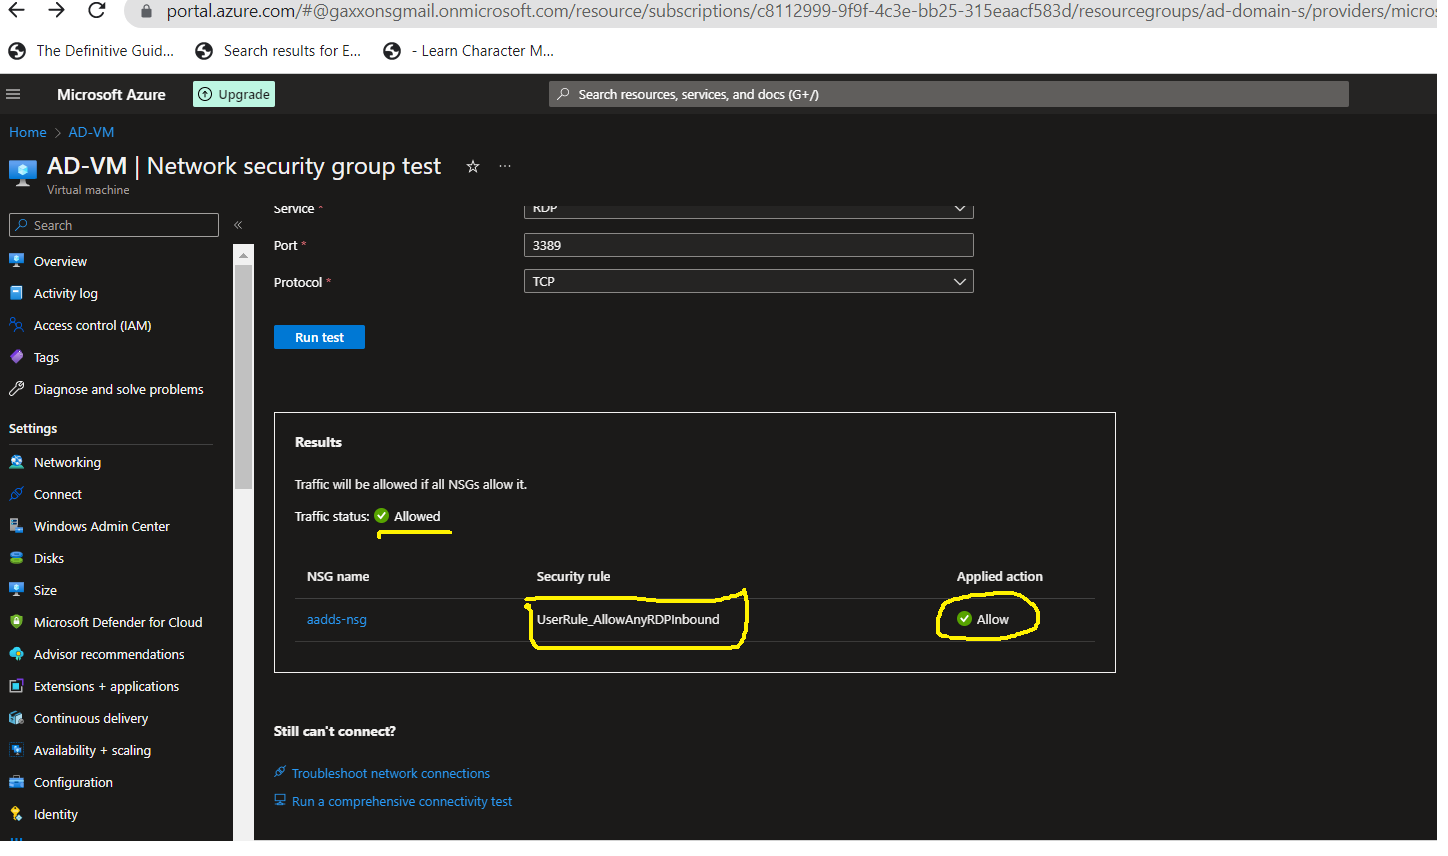 portal.azure.com/#@gaxxonsgmail.onmicrosoft.com/resource/subscriptions/c8112999-9f9f-4c3e-bb25-315eaacf583d/resourcegroups/ad-domain-s/providers/micros
The Definitive Guid... Search results for E... - Learn Character M...
Microsoft Azure Upgrade Search resources, services, and docs (G+/)
Home > AD-VM
AD-VM | Network security group test ...
Virtual machine
Search «
Overview
Activity log
Access control (IAM)
Tags
Diagnose and solve problems
Settings
Networking
Connect
Windows Admin Center
Disks
Size
Microsoft Defender for Cloud
Advisor recommendations
Extensions + applications
Continuous delivery
Availability + scaling
Configuration
Identity
Service * RDP
Port * 3389
Protocol * TCP
Run test
Results
Traffic will be allowed if all NSGs allow it.
Traffic status: Allowed
NSG name Security rule Applied action
aadds-nsg UserRule_AllowAnyRDPInbound Allow
Still can't connect?
Troubleshoot network connections
Run a comprehensive connectivity test